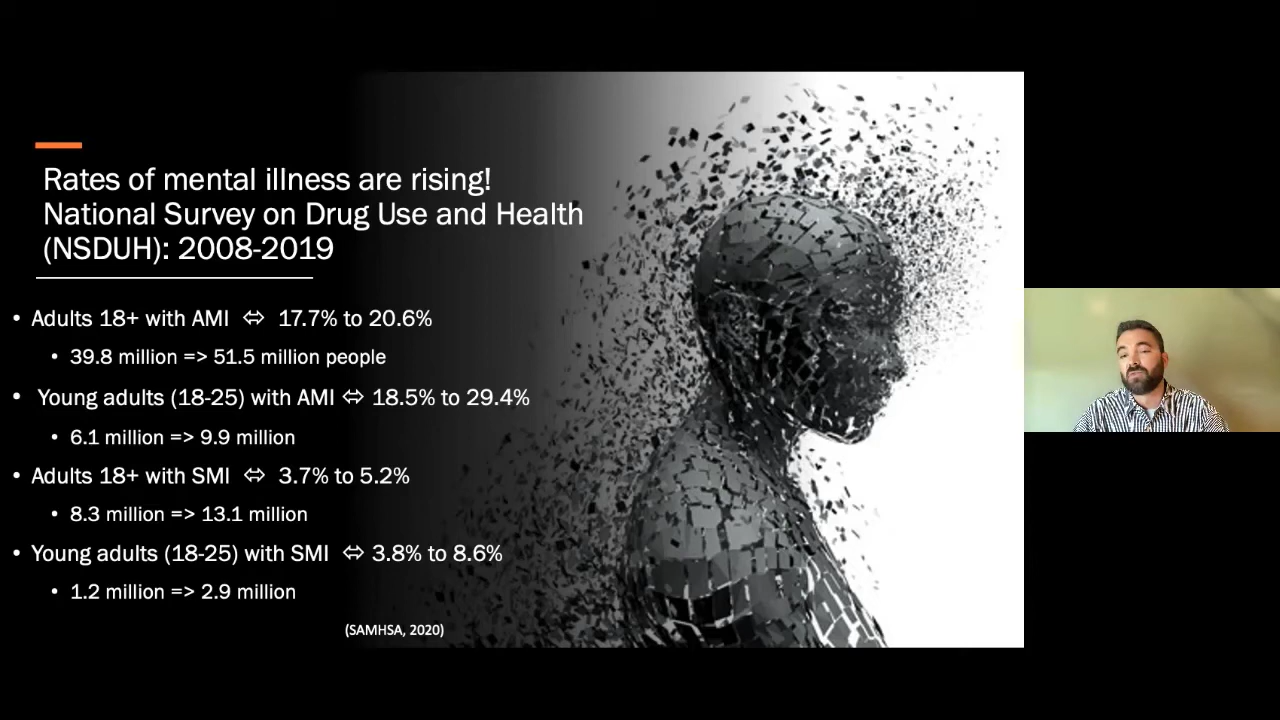 Rates of mental illness are rising!
National Survey on Drug Use and Health
(NSDUH): 2008-2019
• Adults 18+ with AMI ⇔ 17.7% to 20.6%
• 39.8 million => 51.5 million people
• Young adults (18-25) with AMI ⇔ 18.5% to 29.4%
• 6.1 million => 9.9 million
• Adults 18+ with SMI ⇔ 3.7% to 5.2%
• 8.3 million => 13.1 million
• Young adults (18-25) with SMI ⇔ 3.8% to 8.6%
• 1.2 million => 2.9 million
(SAMHSA, 2020)